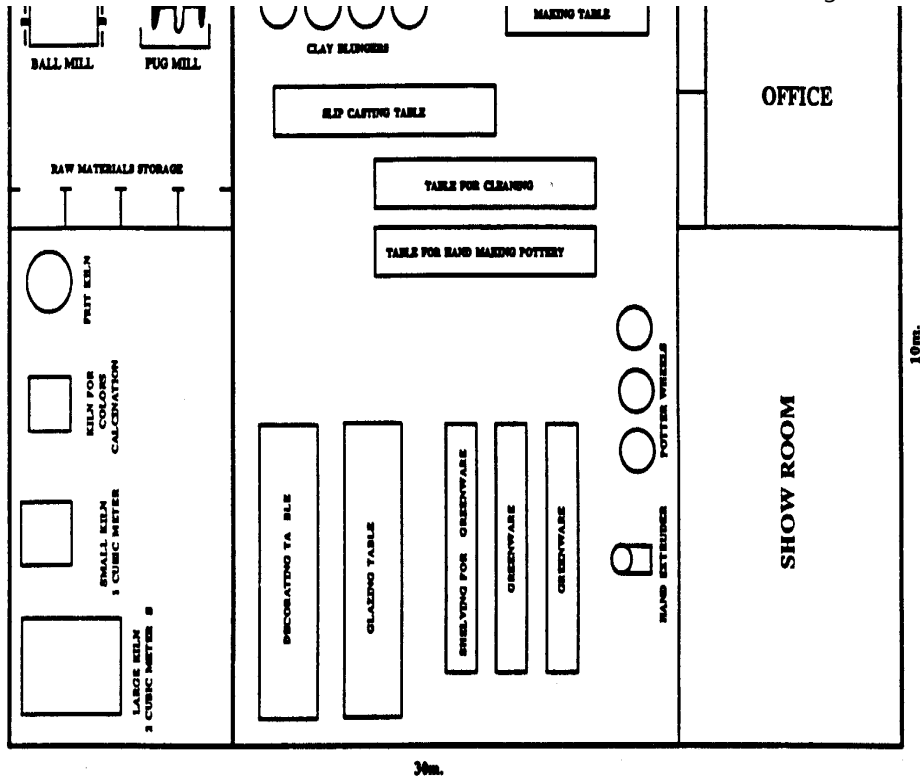 MAKING TABLE
CLAY BLUNGERS
BALL MILL
PUG MILL
OFFICE
SLIP CASTING TABLE
RAW MATERIALS STORAGE
TABLE FOR CLEANING
TABLE FOR HAND MAKING POTTERY
FRIT KILN
KILN FOR
COLORS
CALCINATION
SMALL KILN
1 CUBIC METER
LARGE KILN
2 CUBIC METER S
DECORATING TA BLE
GLAZING TABLE
SHELVING FOR GREENWARE
GREENWARE
GREENWARE
POTTER WHEELS
HAND EXTRUDER
SHOW ROOM
10m.
30m.